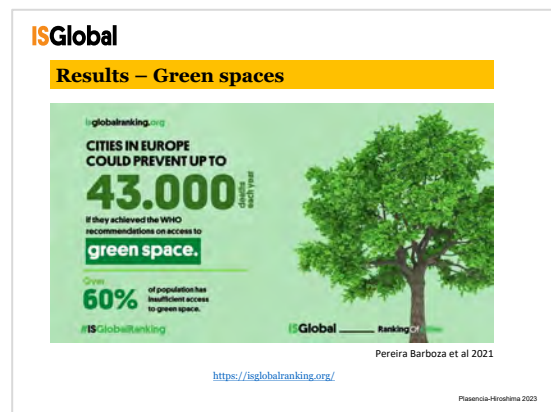 ISGlobal
Results – Green spaces
isglobalranking.org
CITIES IN EUROPE
COULD PREVENT UP TO
43.000 deaths each year
if they achieved the WHO
recommendations on access to
green space.
Over
60% of population has
insufficient access
to green space.
#ISGlobalRanking
ISGlobal Ranking Of Cities
Pereira Barboza et al 2021
https://isglobalranking.org/
Plasencia-Hiroshima 2023